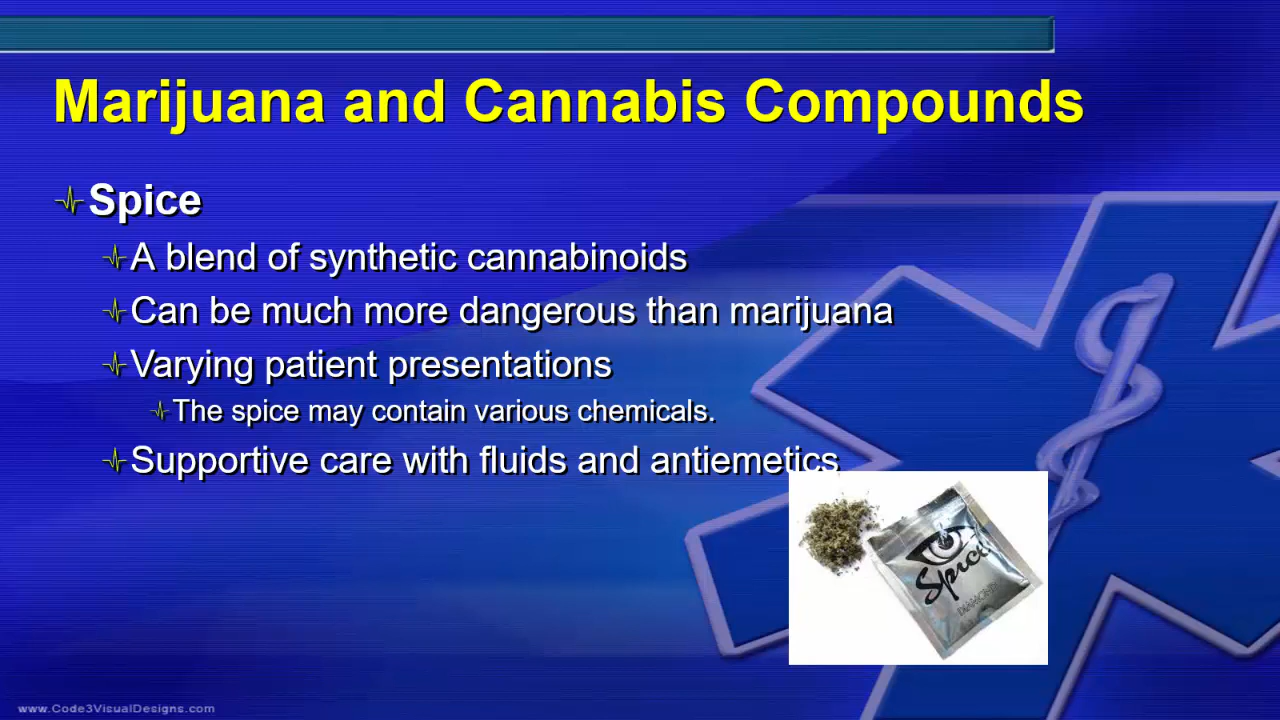 Marijuana and Cannabis Compounds
Spice
A blend of synthetic cannabinoids
Can be much more dangerous than marijuana
Varying patient presentations
The spice may contain various chemicals.
Supportive care with fluids and antiemetics
Spice
www.Code3VisualDesigns.com